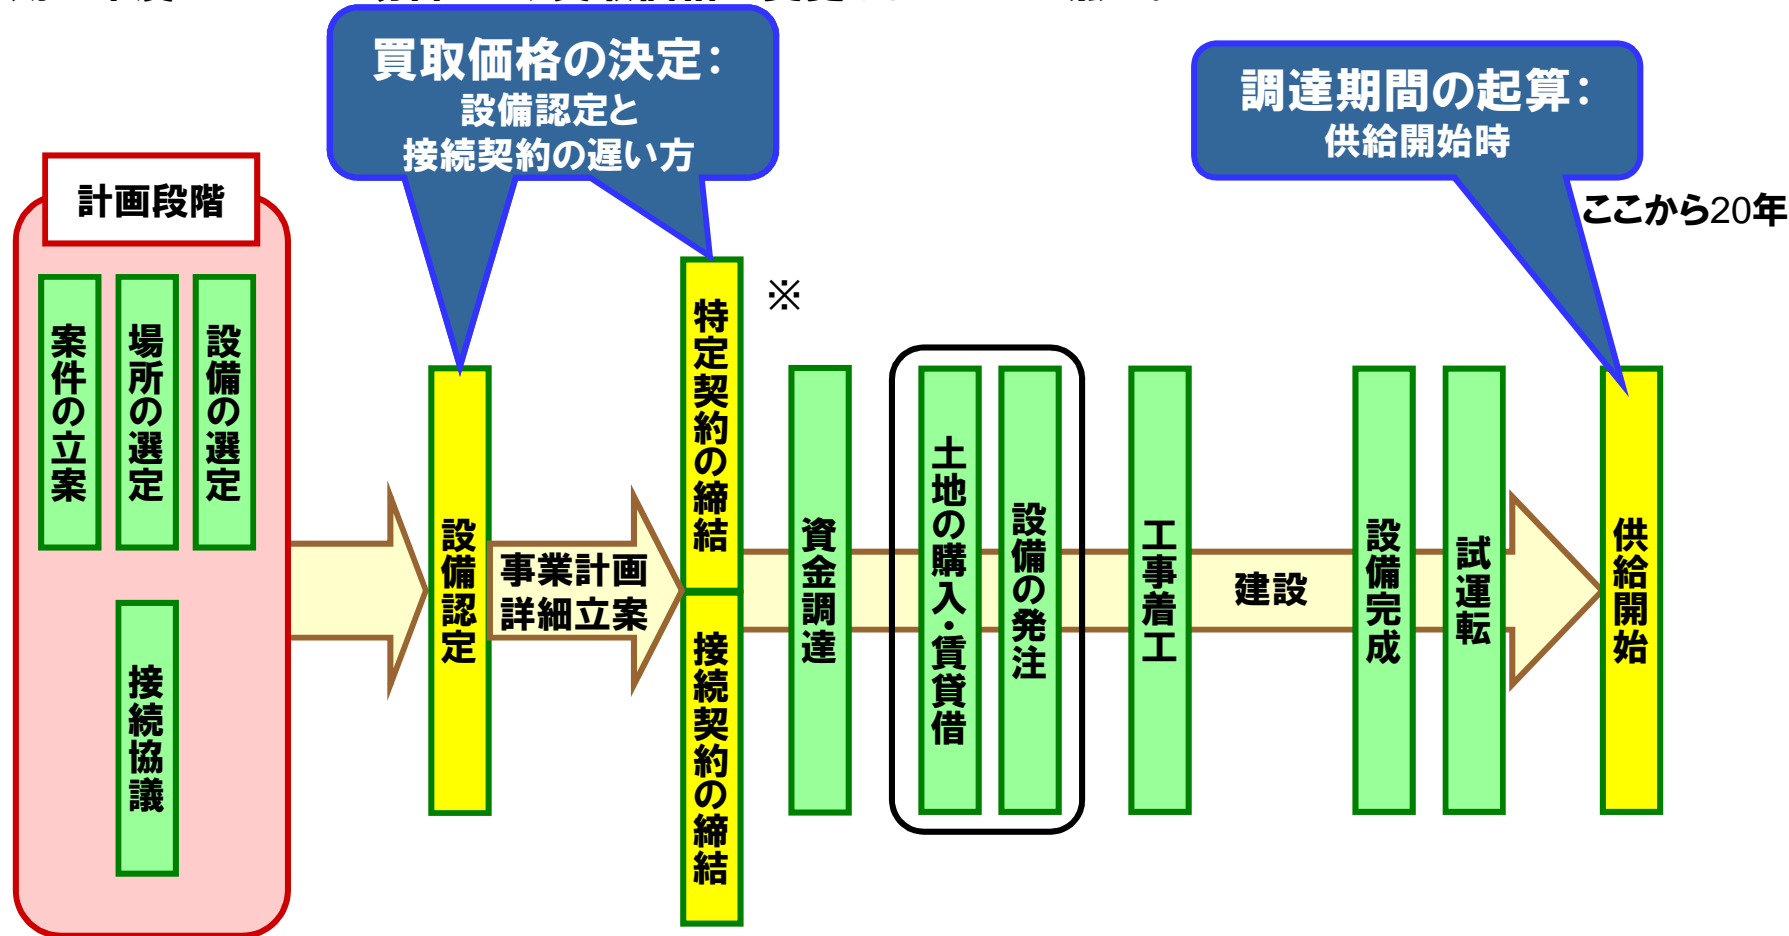 買取価格の決定：
設備認定と
接続契約の遅い方
調達期間の起算：
供給開始時
ここから20年
計画段階
案件の立案
場所の選定
設備の選定
接続協議
設備認定
事業計画
詳細立案
特定契約の締結
※
接続契約の締結
資金調達
土地の購入・賃貸借
設備の発注
工事着工
建設
設備完成
試運転
供給開始